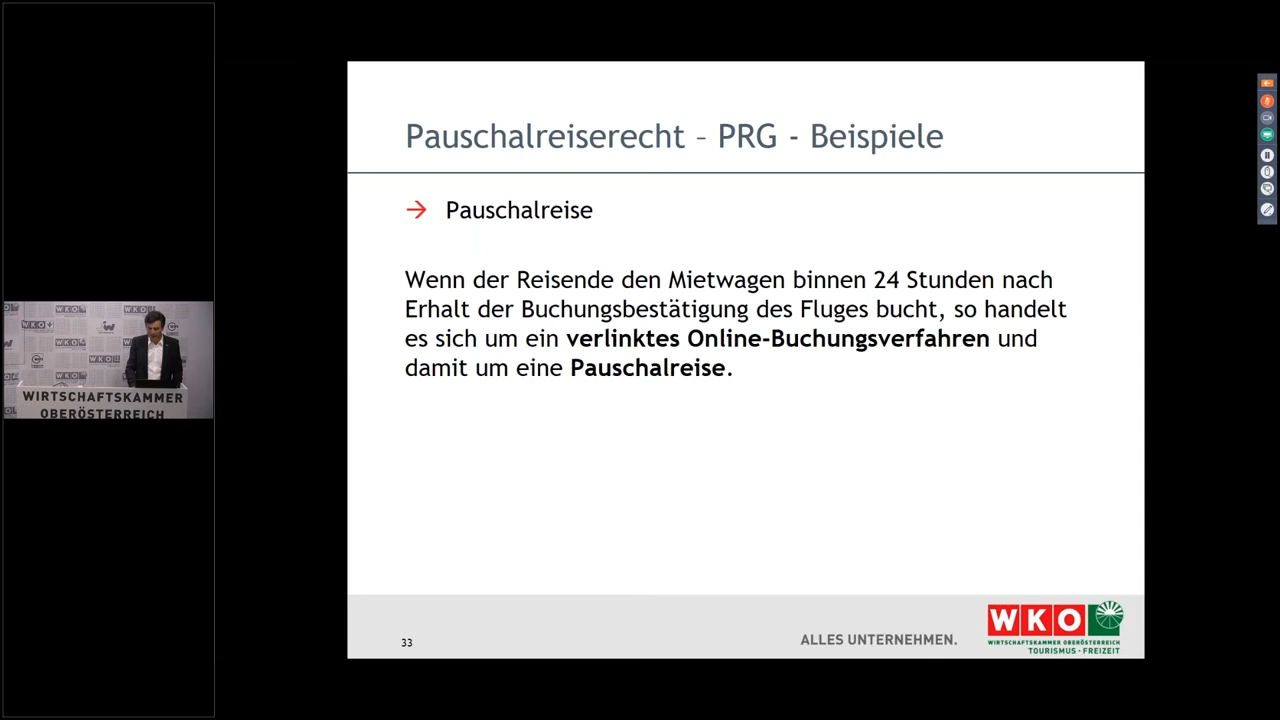 Pauschalreiserecht – PRG - Beispiele
→ Pauschalreise
Wenn der Reisende den Mietwagen binnen 24 Stunden nach
Erhalt der Buchungsbestätigung des Fluges bucht, so handelt
es sich um ein verlinktes Online-Buchungsverfahren und
damit um eine Pauschalreise.
33
ALLES UNTERNEHMEN.
WKO
WIRTSCHAFTSKAMMER OBERÖSTERREICH
TOURISMUS · FREIZEIT
WKO
WIRTSCHAFTSKAMMER
OBERÖSTERREICH